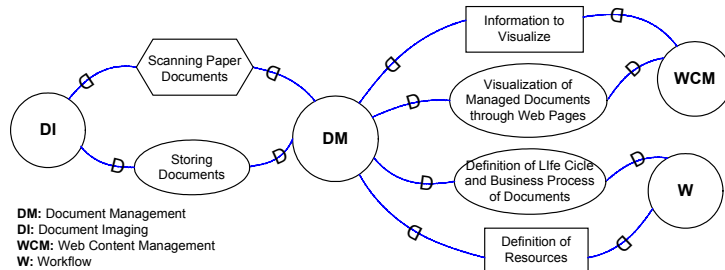 Scanning Paper
Documents
DI
Storing
Documents
DM
Information to
Visualize
Visualization of
Managed Documents
through Web Pages
WCM
Definition of LIfe Cicle
and Business Process
of Documents
W
Definition of
Resources
D
D
D
D
D
D
D
D
D
D
D
D
DM: Document Management
DI: Document Imaging
WCM: Web Content Management
W: Workflow